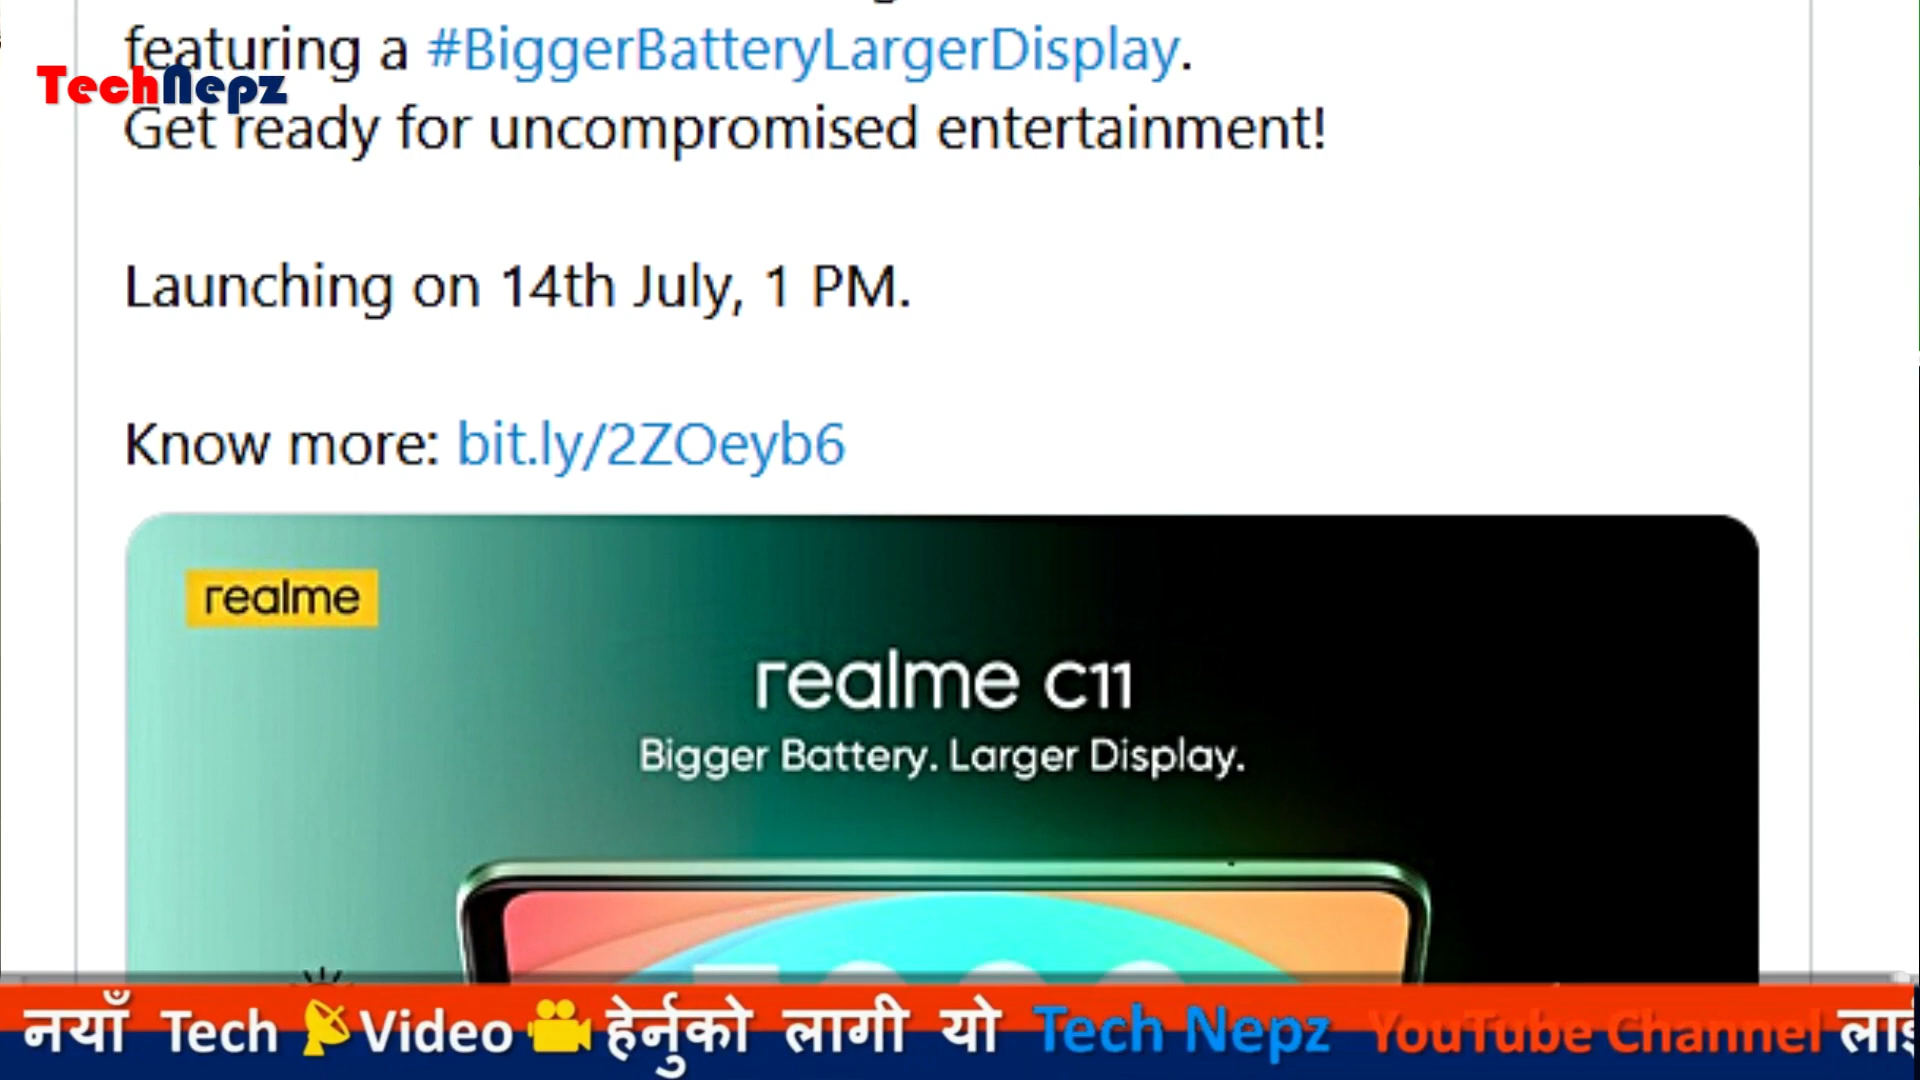 featuring a #BiggerBatteryLargerDisplay.
TechNepz
Get ready for uncompromised entertainment!
Launching on 14th July, 1 PM.
Know more: bit.ly/2ZOeyb6
realme
realme C11
Bigger Battery. Larger Display.
नयाँ Tech Video हेर्नुको लागी यो Tech Nepz YouTube Channel